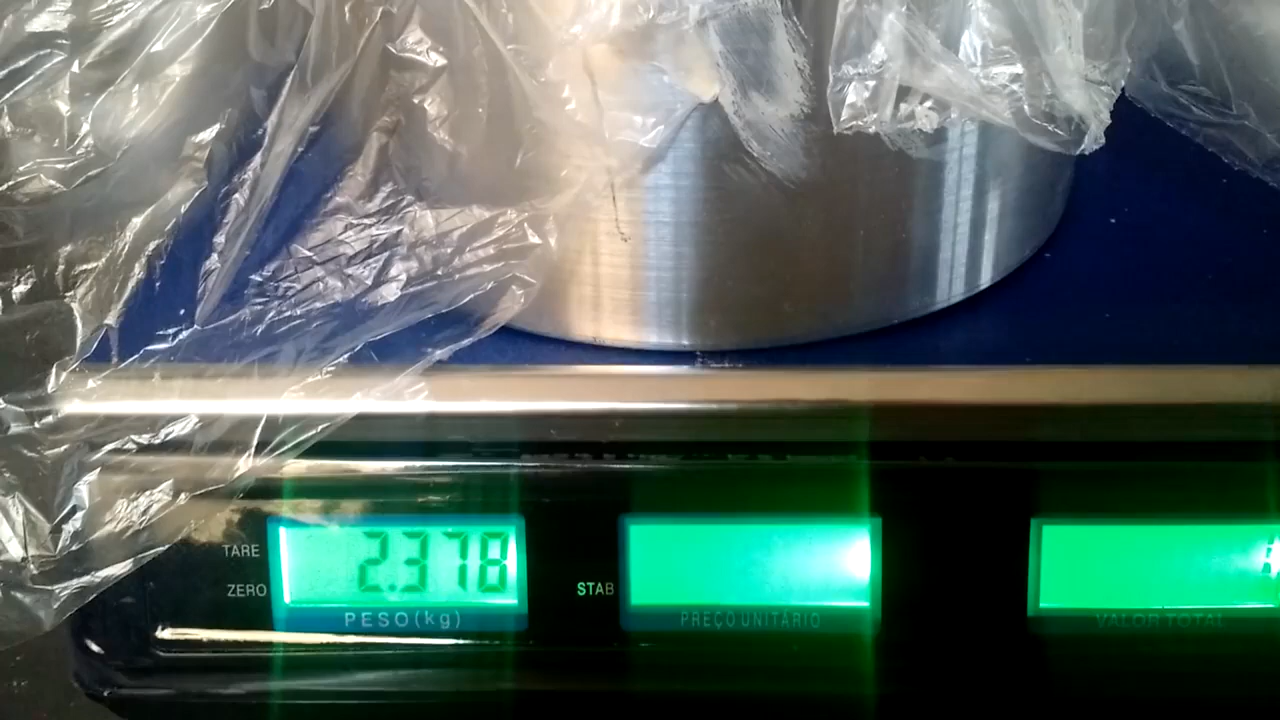 TARE
2.378
ZERO
STAB
PESO(kg)
PREÇO UNITÁRIO
VALOR TOTAL